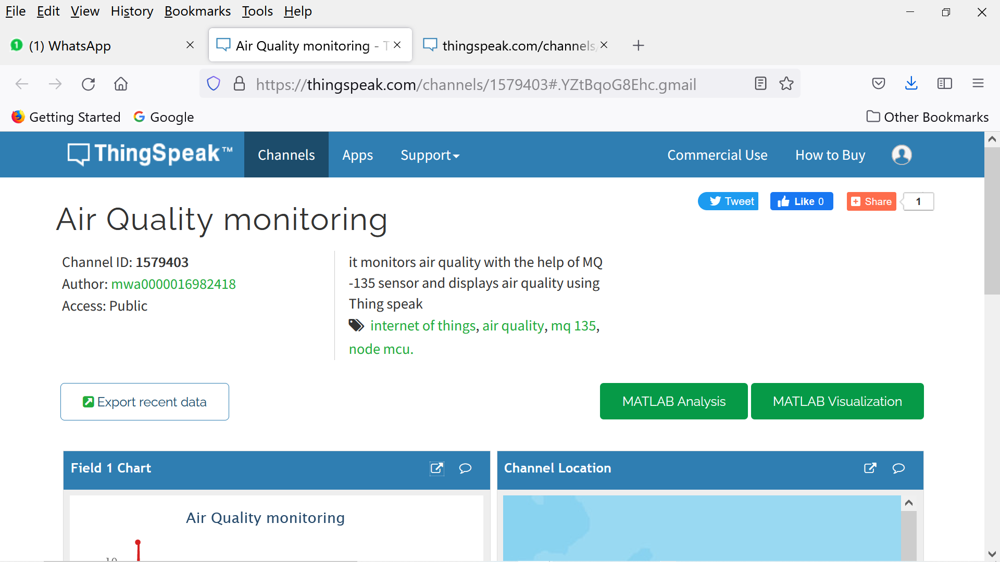 File Edit View History Bookmarks Tools Help
1 (1) WhatsApp Air Quality monitoring - T thingspeak.com/channels/
https://thingspeak.com/channels/1579403#.YZtBqoG8Ehc.gmail
Getting Started Google Other Bookmarks
ThingSpeak™ Channels Apps Support Commercial Use How to Buy
Tweet Like 0 Share 1
Air Quality monitoring
Channel ID: 1579403
Author: mwa0000016982418
Access: Public
it monitors air quality with the help of MQ
-135 sensor and displays air quality using
Thing speak
internet of things, air quality, mq 135,
node mcu.
Export recent data MATLAB Analysis MATLAB Visualization
Field 1 Chart
Channel Location
Air Quality monitoring
10